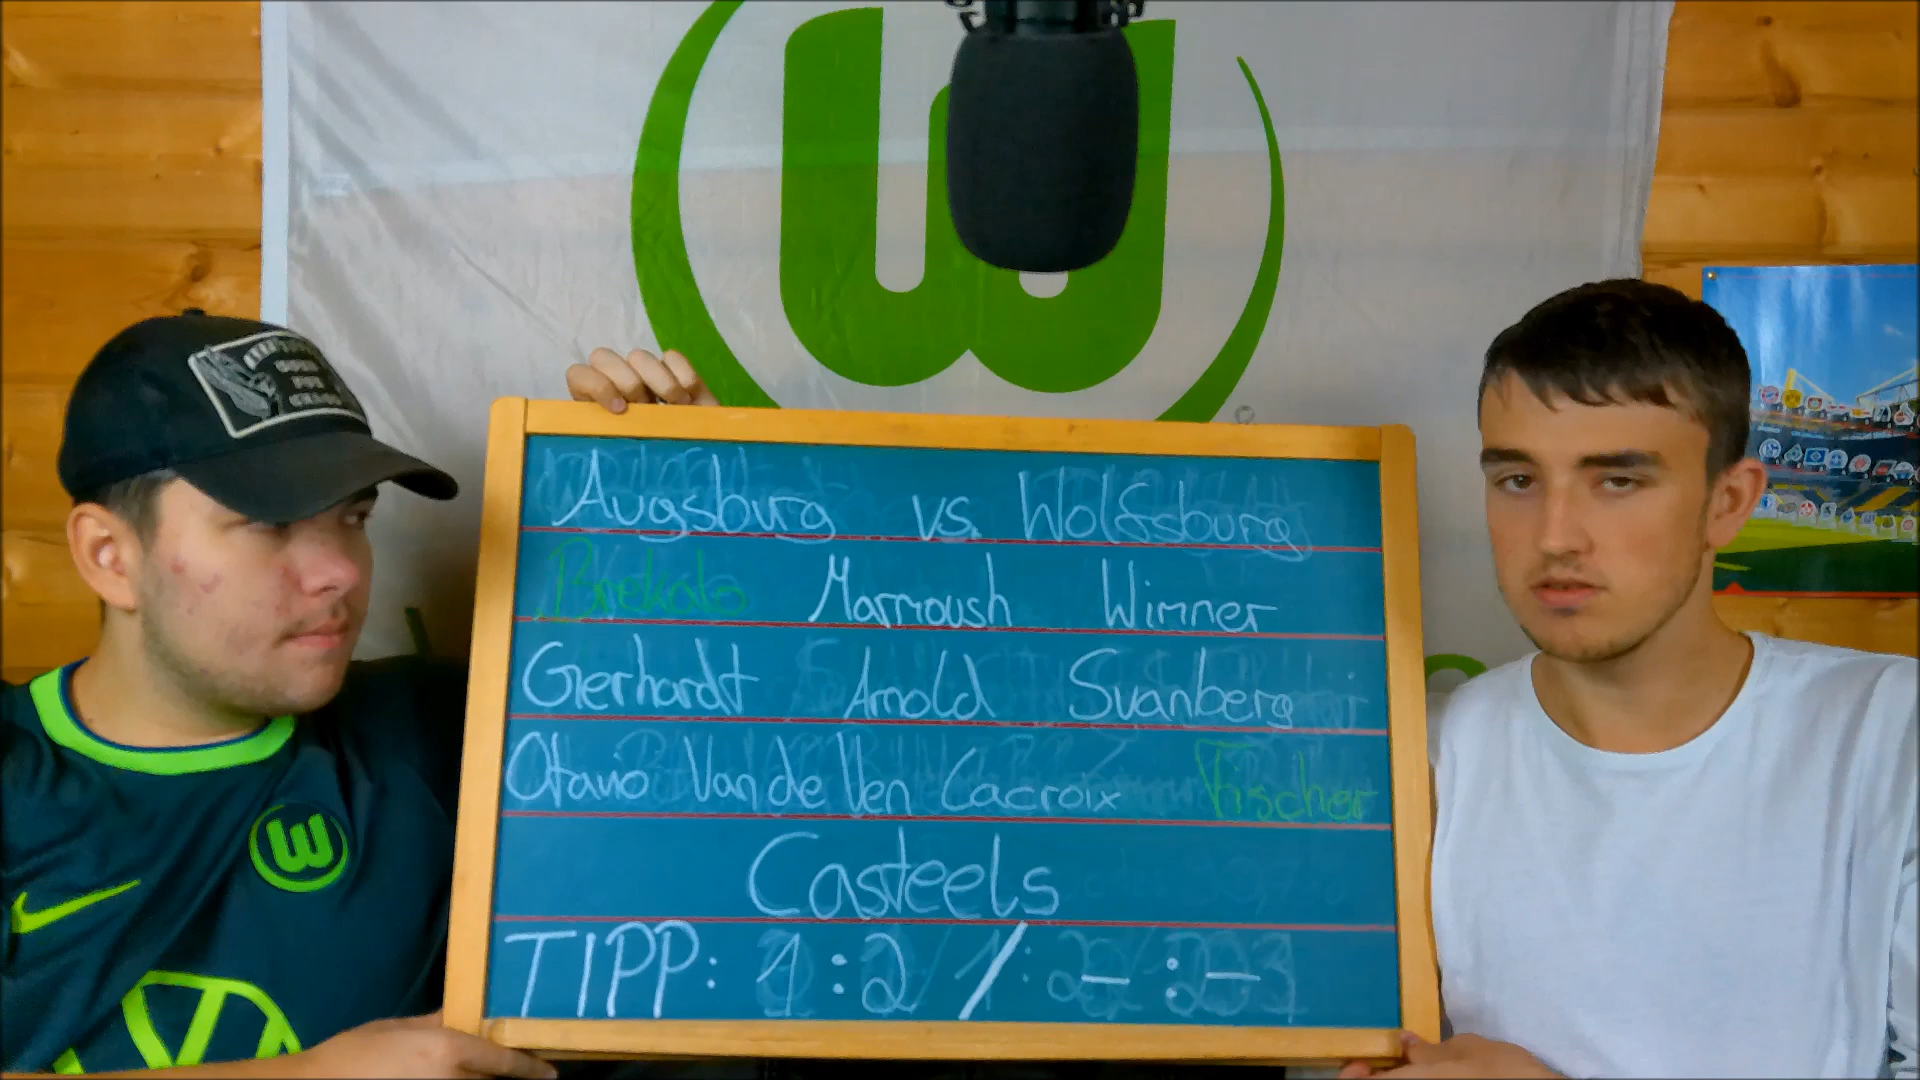 Augsburg vs. Wolfsburg
Brekalo Marmoush Wimmer
Gerhardt Arnold Svanberg
Otavio Van de Ven Lacroix Fischer
Casteels
TIPP: 1:2 / - : -